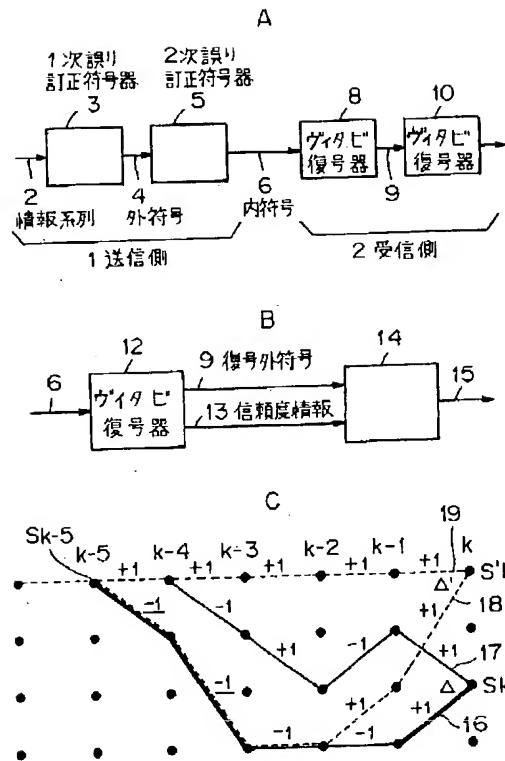 A
1次誤り
訂正符号器
2次誤り
訂正符号器
3
5
8
10
ヴィタビ
復号器
ヴィタビ
復号器
2
4
6
9
情報系列
外符号
内符号
1 送信側
2 受信側
B
12
14
6
9 復号外符号
15
ヴィタビ
復号器
13 信頼度情報
C
Sk-5
k-5
k-4
k-3
k-2
k-1
k
19
+1
+1
+1
+1
+1
Δ'
18
-1
-1
+1
-1
+1
+1
17
-1
+1
Δ
Sk
-1
-1
+1
16